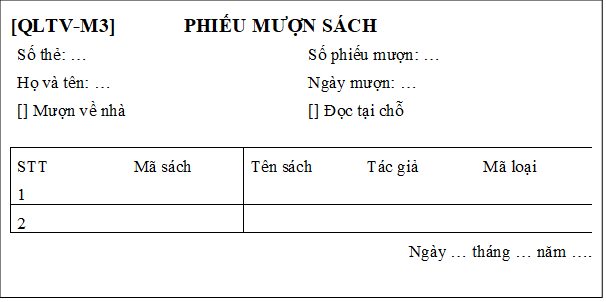 [QLTV-M3] PHIẾU MƯỢN SÁCH
Số thẻ: … Số phiếu mượn: …
Họ và tên: … Ngày mượn: …
[] Mượn về nhà [] Đọc tại chỗ
STT Mã sách Tên sách Tác giả Mã loại
1
2
Ngày … tháng … năm ….